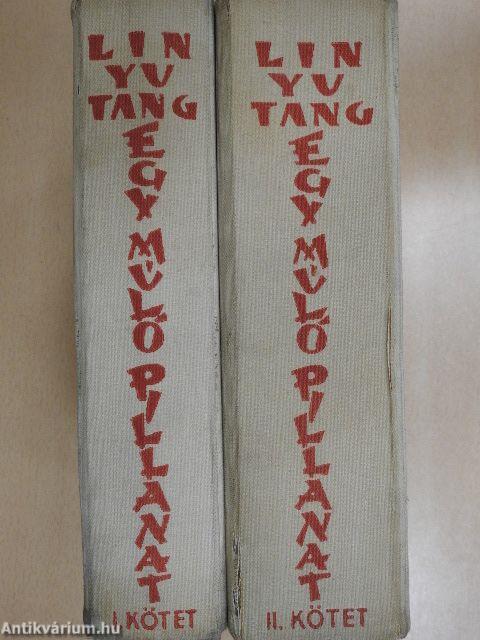 LIN
YU
TANG
EGY MÚLÓ PILLANAT
I. KÖTET
LIN
YU
TANG
EGY MÚLÓ PILLANAT
II. KÖTET
Antikvárium.hu